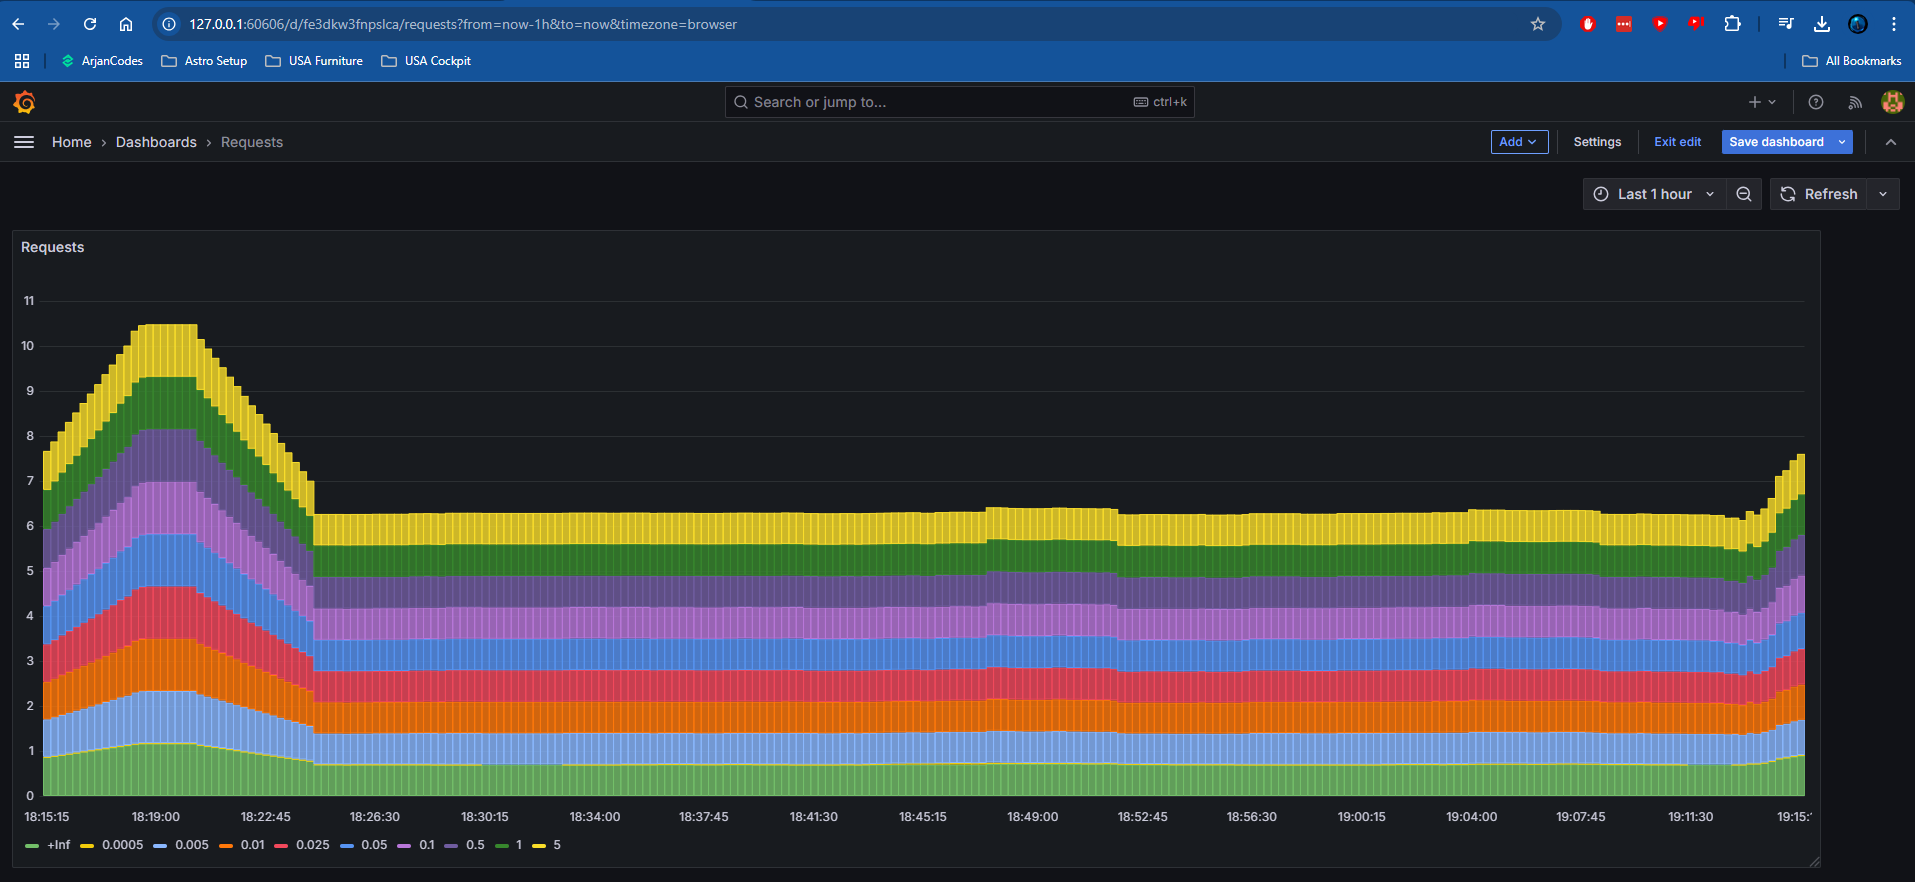 127.0.0.1:60606/d/fe3dkw3fnpslca/requests?from=now-1h&to=now&timezone=browser
ArjanCodes Astro Setup USA Furniture USA Cockpit All Bookmarks
Search or jump to... ctrl+k
Home › Dashboards › Requests Add Settings Exit edit Save dashboard
Last 1 hour Refresh
Requests
11
10
9
8
7
6
5
4
3
2
1
0
18:15:15 18:19:00 18:22:45 18:26:30 18:30:15 18:34:00 18:37:45 18:41:30 18:45:15 18:49:00 18:52:45 18:56:30 19:00:15 19:04:00 19:07:45 19:11:30 19:15:
+Inf 0.0005 0.005 0.01 0.025 0.05 0.1 0.5 1 5